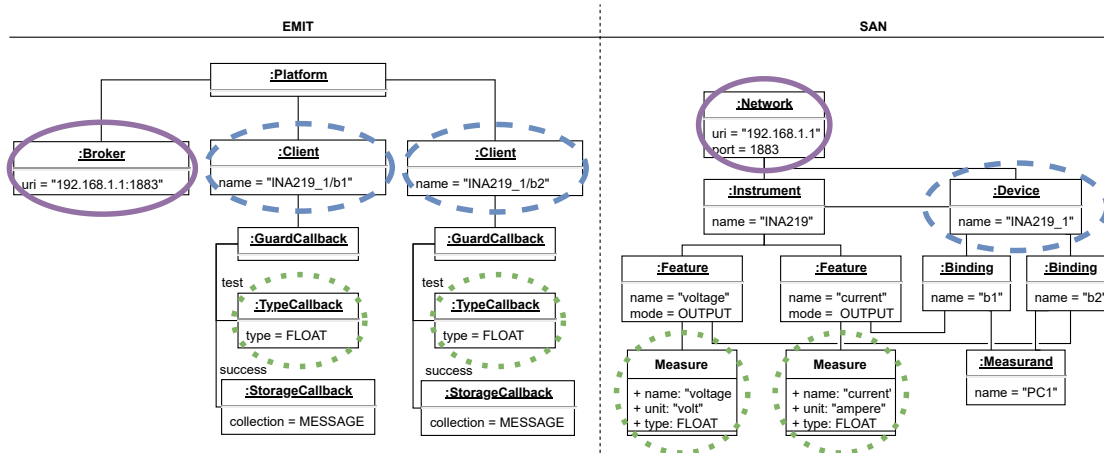 EMIT
SAN
:Platform
:Broker
uri = "192.168.1.1:1883"
:Client
name = "INA219_1/b1"
:Client
name = "INA219_1/b2"
:GuardCallback
:GuardCallback
test
test
:TypeCallback
type = FLOAT
:TypeCallback
type = FLOAT
success
success
:StorageCallback
collection = MESSAGE
:StorageCallback
collection = MESSAGE
:Network
uri = "192.168.1.1"
port = 1883
:Instrument
name = "INA219"
:Device
name = "INA219_1"
:Feature
name = "voltage"
mode = OUTPUT
:Feature
name = "current"
mode = OUTPUT
:Binding
name = "b1"
:Binding
name = "b2"
Measure
+ name: "voltage
+ unit: "volt"
+ type: FLOAT
Measure
+ name: "current'
+ unit: "ampere"
+ type: FLOAT
:Measurand
name = "PC1"